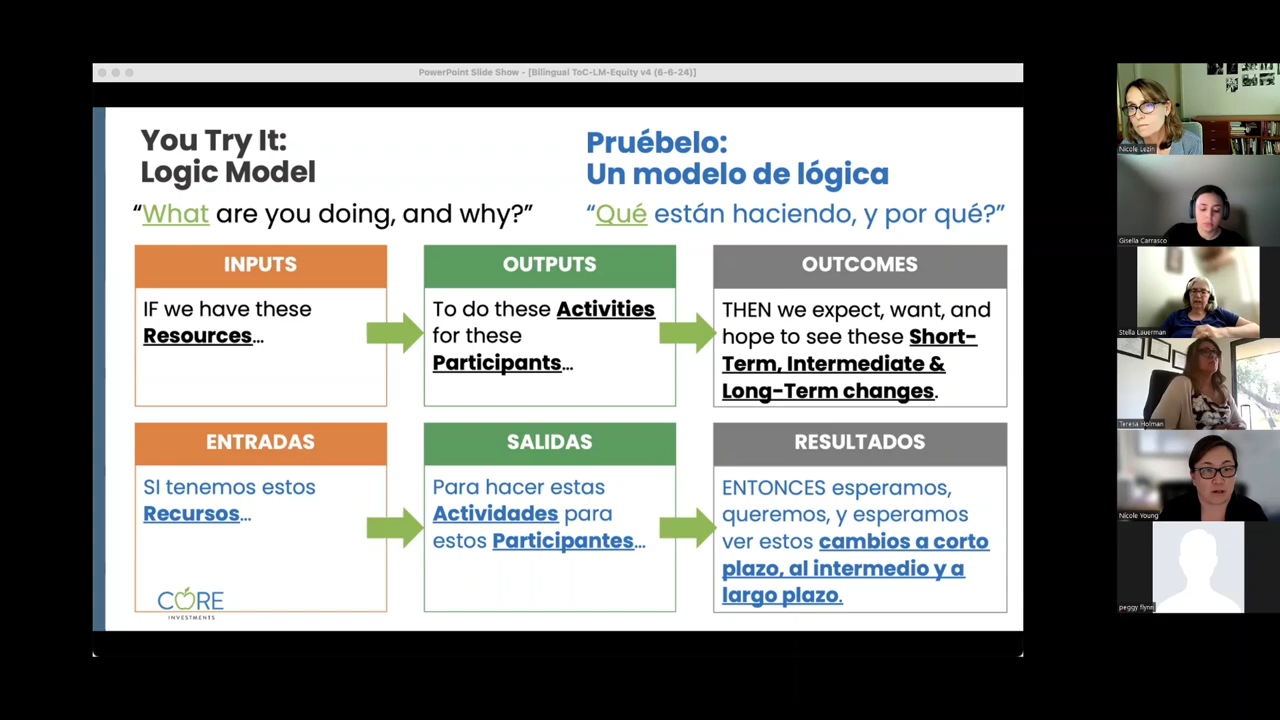 PowerPoint Slide Show - [Bilingual ToC-LM-Equity v4 (6-6-24)]
You Try It:
Logic Model
“What are you doing, and why?”
Pruébelo:
Un modelo de lógica
“Qué están haciendo, y por qué?”
INPUTS
IF we have these
Resources…
OUTPUTS
To do these Activities
for these
Participants…
OUTCOMES
THEN we expect, want, and
hope to see these Short-
Term, Intermediate &
Long-Term changes.
ENTRADAS
SI tenemos estos
Recursos…
SALIDAS
Para hacer estas
Actividades para
estos Participantes…
RESULTADOS
ENTONCES esperamos,
queremos, y esperamos
ver estos cambios a corto
plazo, al intermedio y a
largo plazo.
CORE
INVESTMENTS
Nicole Lezin
Gisella Carrasco
Stella Lauerman
Teresa Holman
Nicole Young
peggy flynn